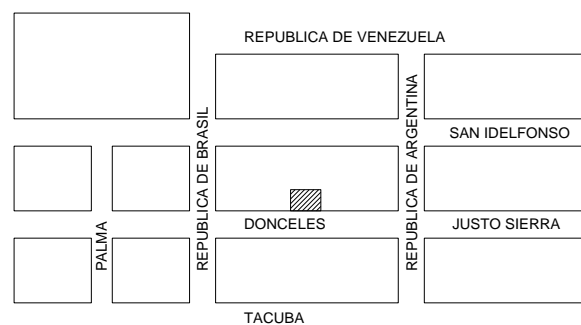 REPUBLICA DE VENEZUELA
REPUBLICA DE BRASIL
REPUBLICA DE ARGENTINA
SAN IDELFONSO
PALMA
DONCELES
JUSTO SIERRA
TACUBA